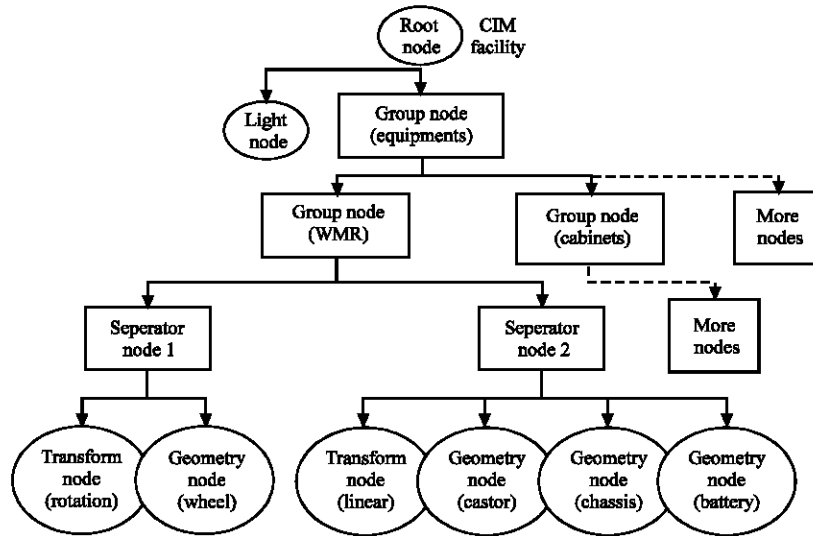 Root
node
CIM
facility
Light
node
Group node
(equipments)
Group node
(WMR)
Group node
(cabinets)
More
nodes
Seperator
node 1
Seperator
node 2
More
nodes
Transform
node
(rotation)
Geometry
node
(wheel)
Transform
node
(linear)
Geometry
node
(castor)
Geometry
node
(chassis)
Geometry
node
(battery)